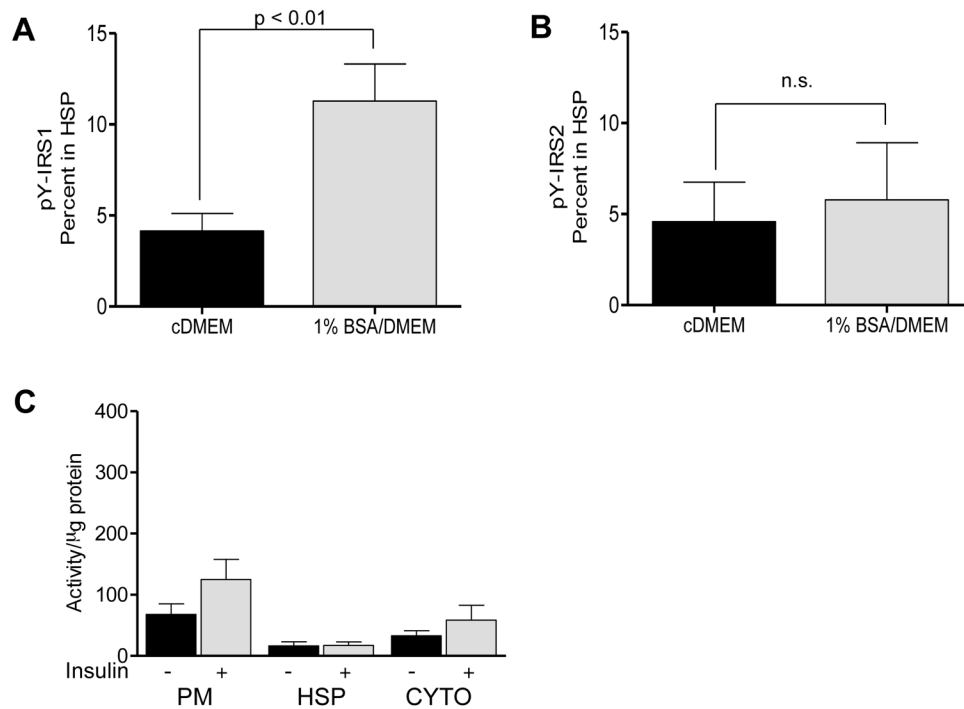 A
p < 0.01
pY-IRS1
Percent in HSP
15
10
5
0
cDMEM
1% BSA/DMEM
B
n.s.
pY-IRS2
Percent in HSP
15
10
5
0
cDMEM
1% BSA/DMEM
C
Activity/µg protein
400
300
200
100
0
Insulin - + - + - +
PM HSP CYTO